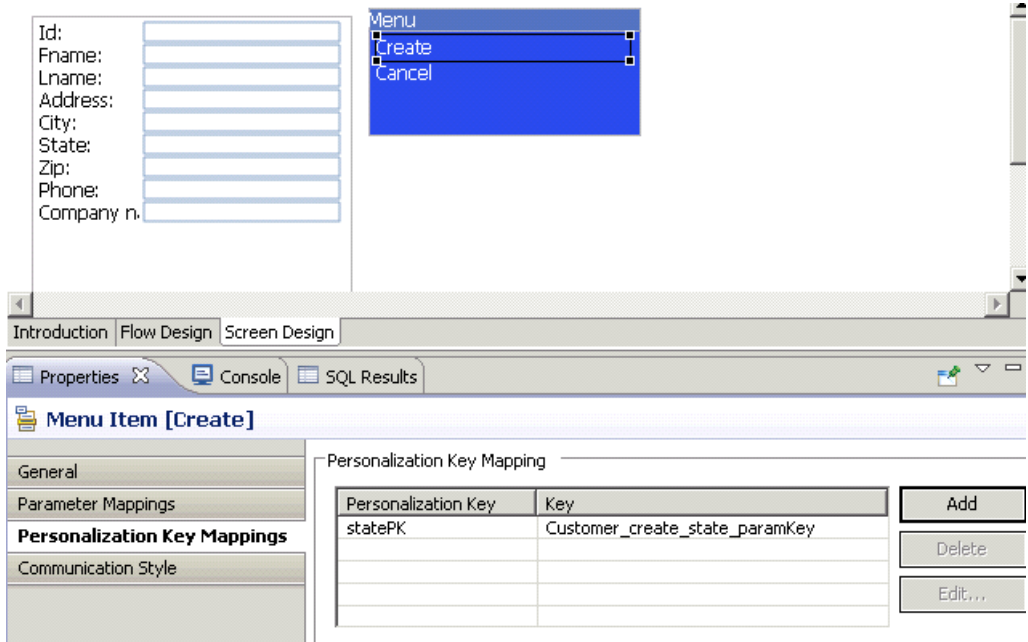 Id:
Fname:
Lname:
Address:
City:
State:
Zip:
Phone:
Company n
Menu
Create
Cancel
Introduction Flow Design Screen Design
Properties Console SQL Results
Menu Item [Create]
General
Parameter Mappings
Personalization Key Mappings
Communication Style
Personalization Key Mapping
Personalization Key Key
statePK Customer_create_state_paramKey
Add
Delete
Edit...